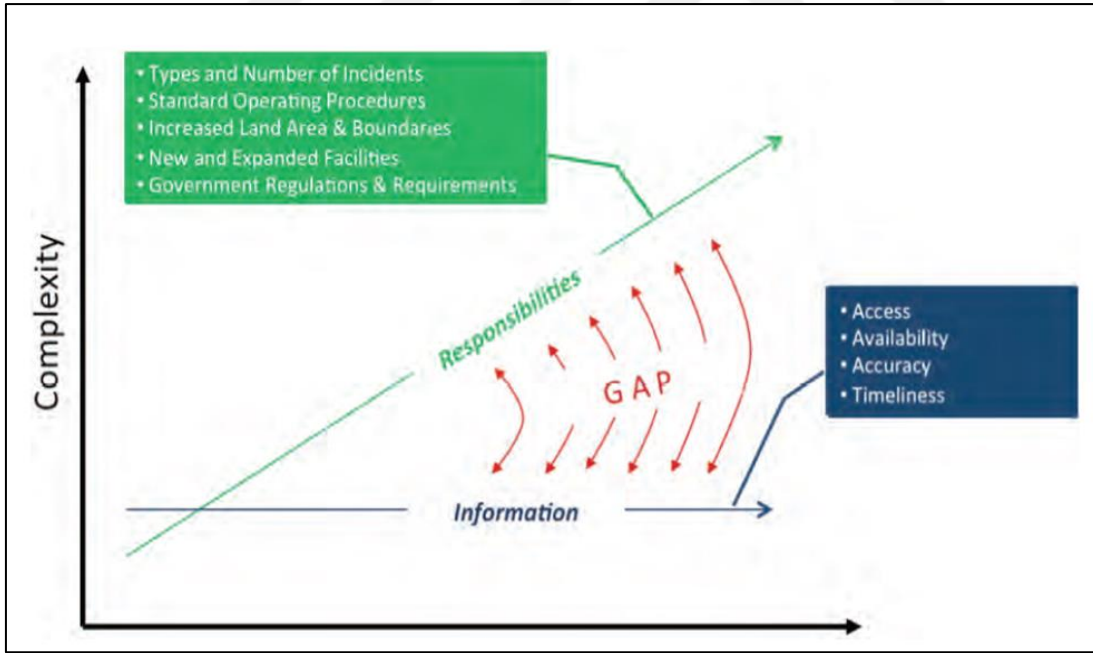 • Types and Number of Incidents
• Standard Operating Procedures
• Increased Land Area & Boundaries
• New and Expanded Facilities
• Government Regulations & Requirements
Complexity
Responsibilities
• Access
• Availability
• Accuracy
• Timeliness
GAP
Information